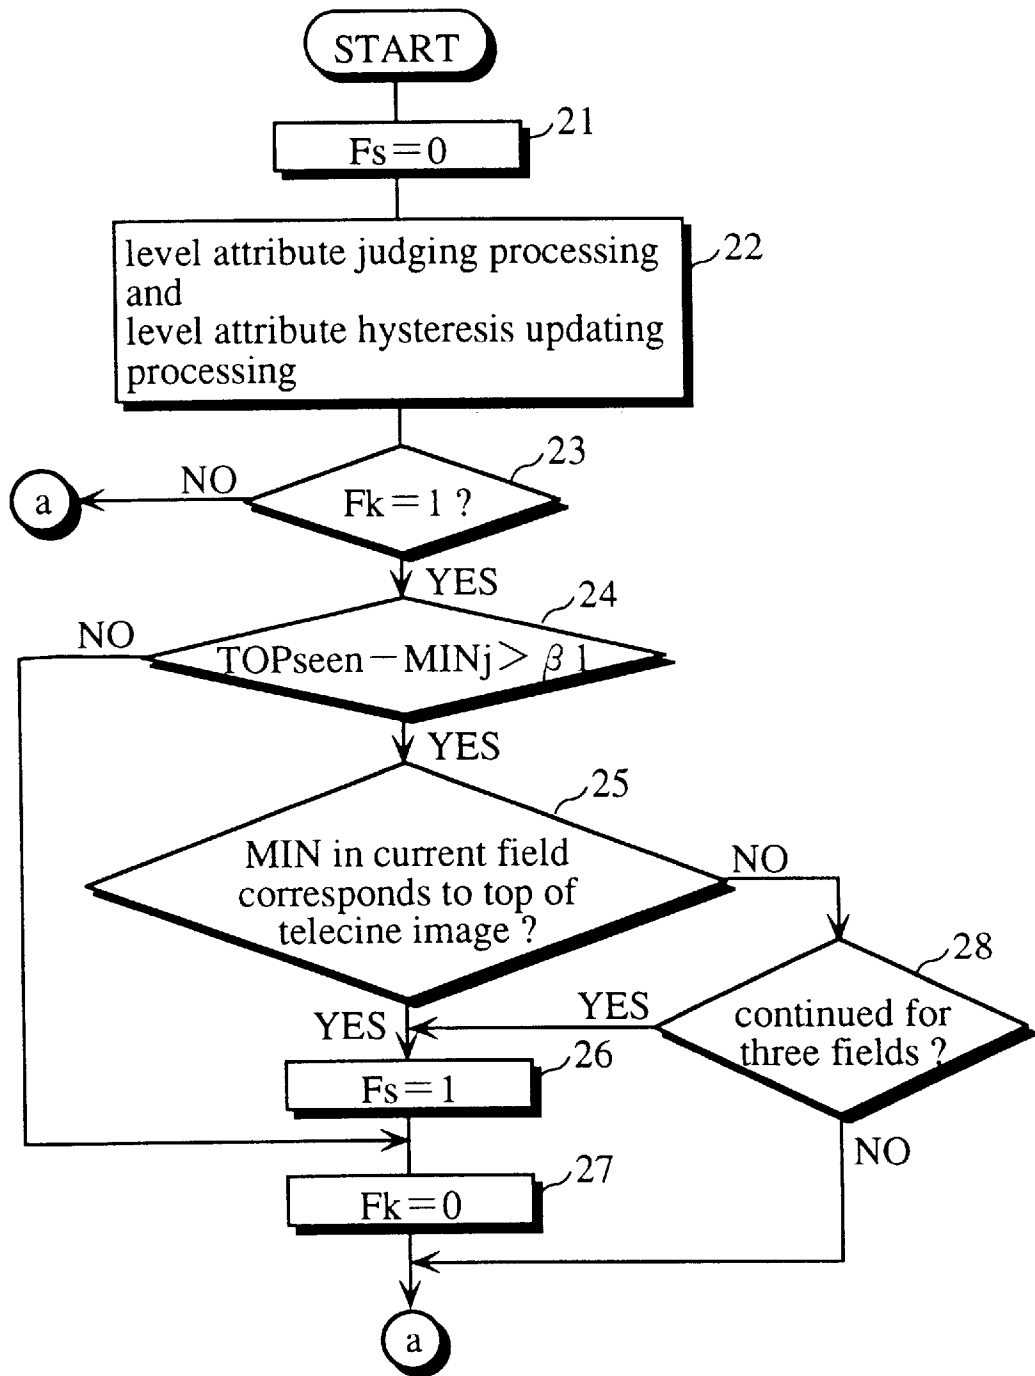 START
21
Fs=0
22
level attribute judging processing
and
level attribute hysteresis updating
processing
23
NO
a
Fk=1 ?
YES
24
NO
TOPseen-MINj> β1
YES
25
MIN in current field
corresponds to top of
telecine image ?
NO
28
continued for
three fields ?
YES
YES
26
Fs=1
NO
27
Fk=0
a